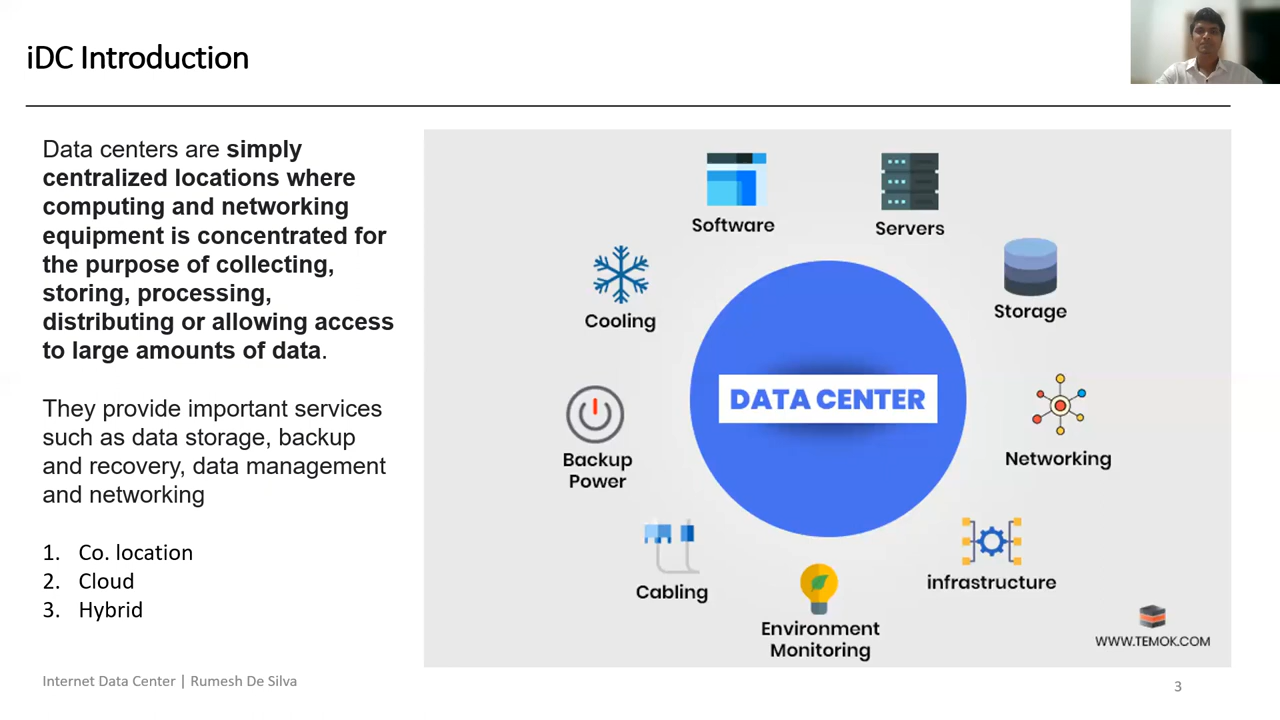 iDC Introduction
Data centers are simply
centralized locations where
computing and networking
equipment is concentrated for
the purpose of collecting,
storing, processing,
distributing or allowing access
to large amounts of data.
They provide important services
such as data storage, backup
and recovery, data management
and networking
1. Co. location
2. Cloud
3. Hybrid
Software
Servers
Cooling
Storage
DATA CENTER
Backup
Power
Networking
Cabling
infrastructure
Environment
Monitoring
WWW.TEMOK.COM
Internet Data Center | Rumesh De Silva
3